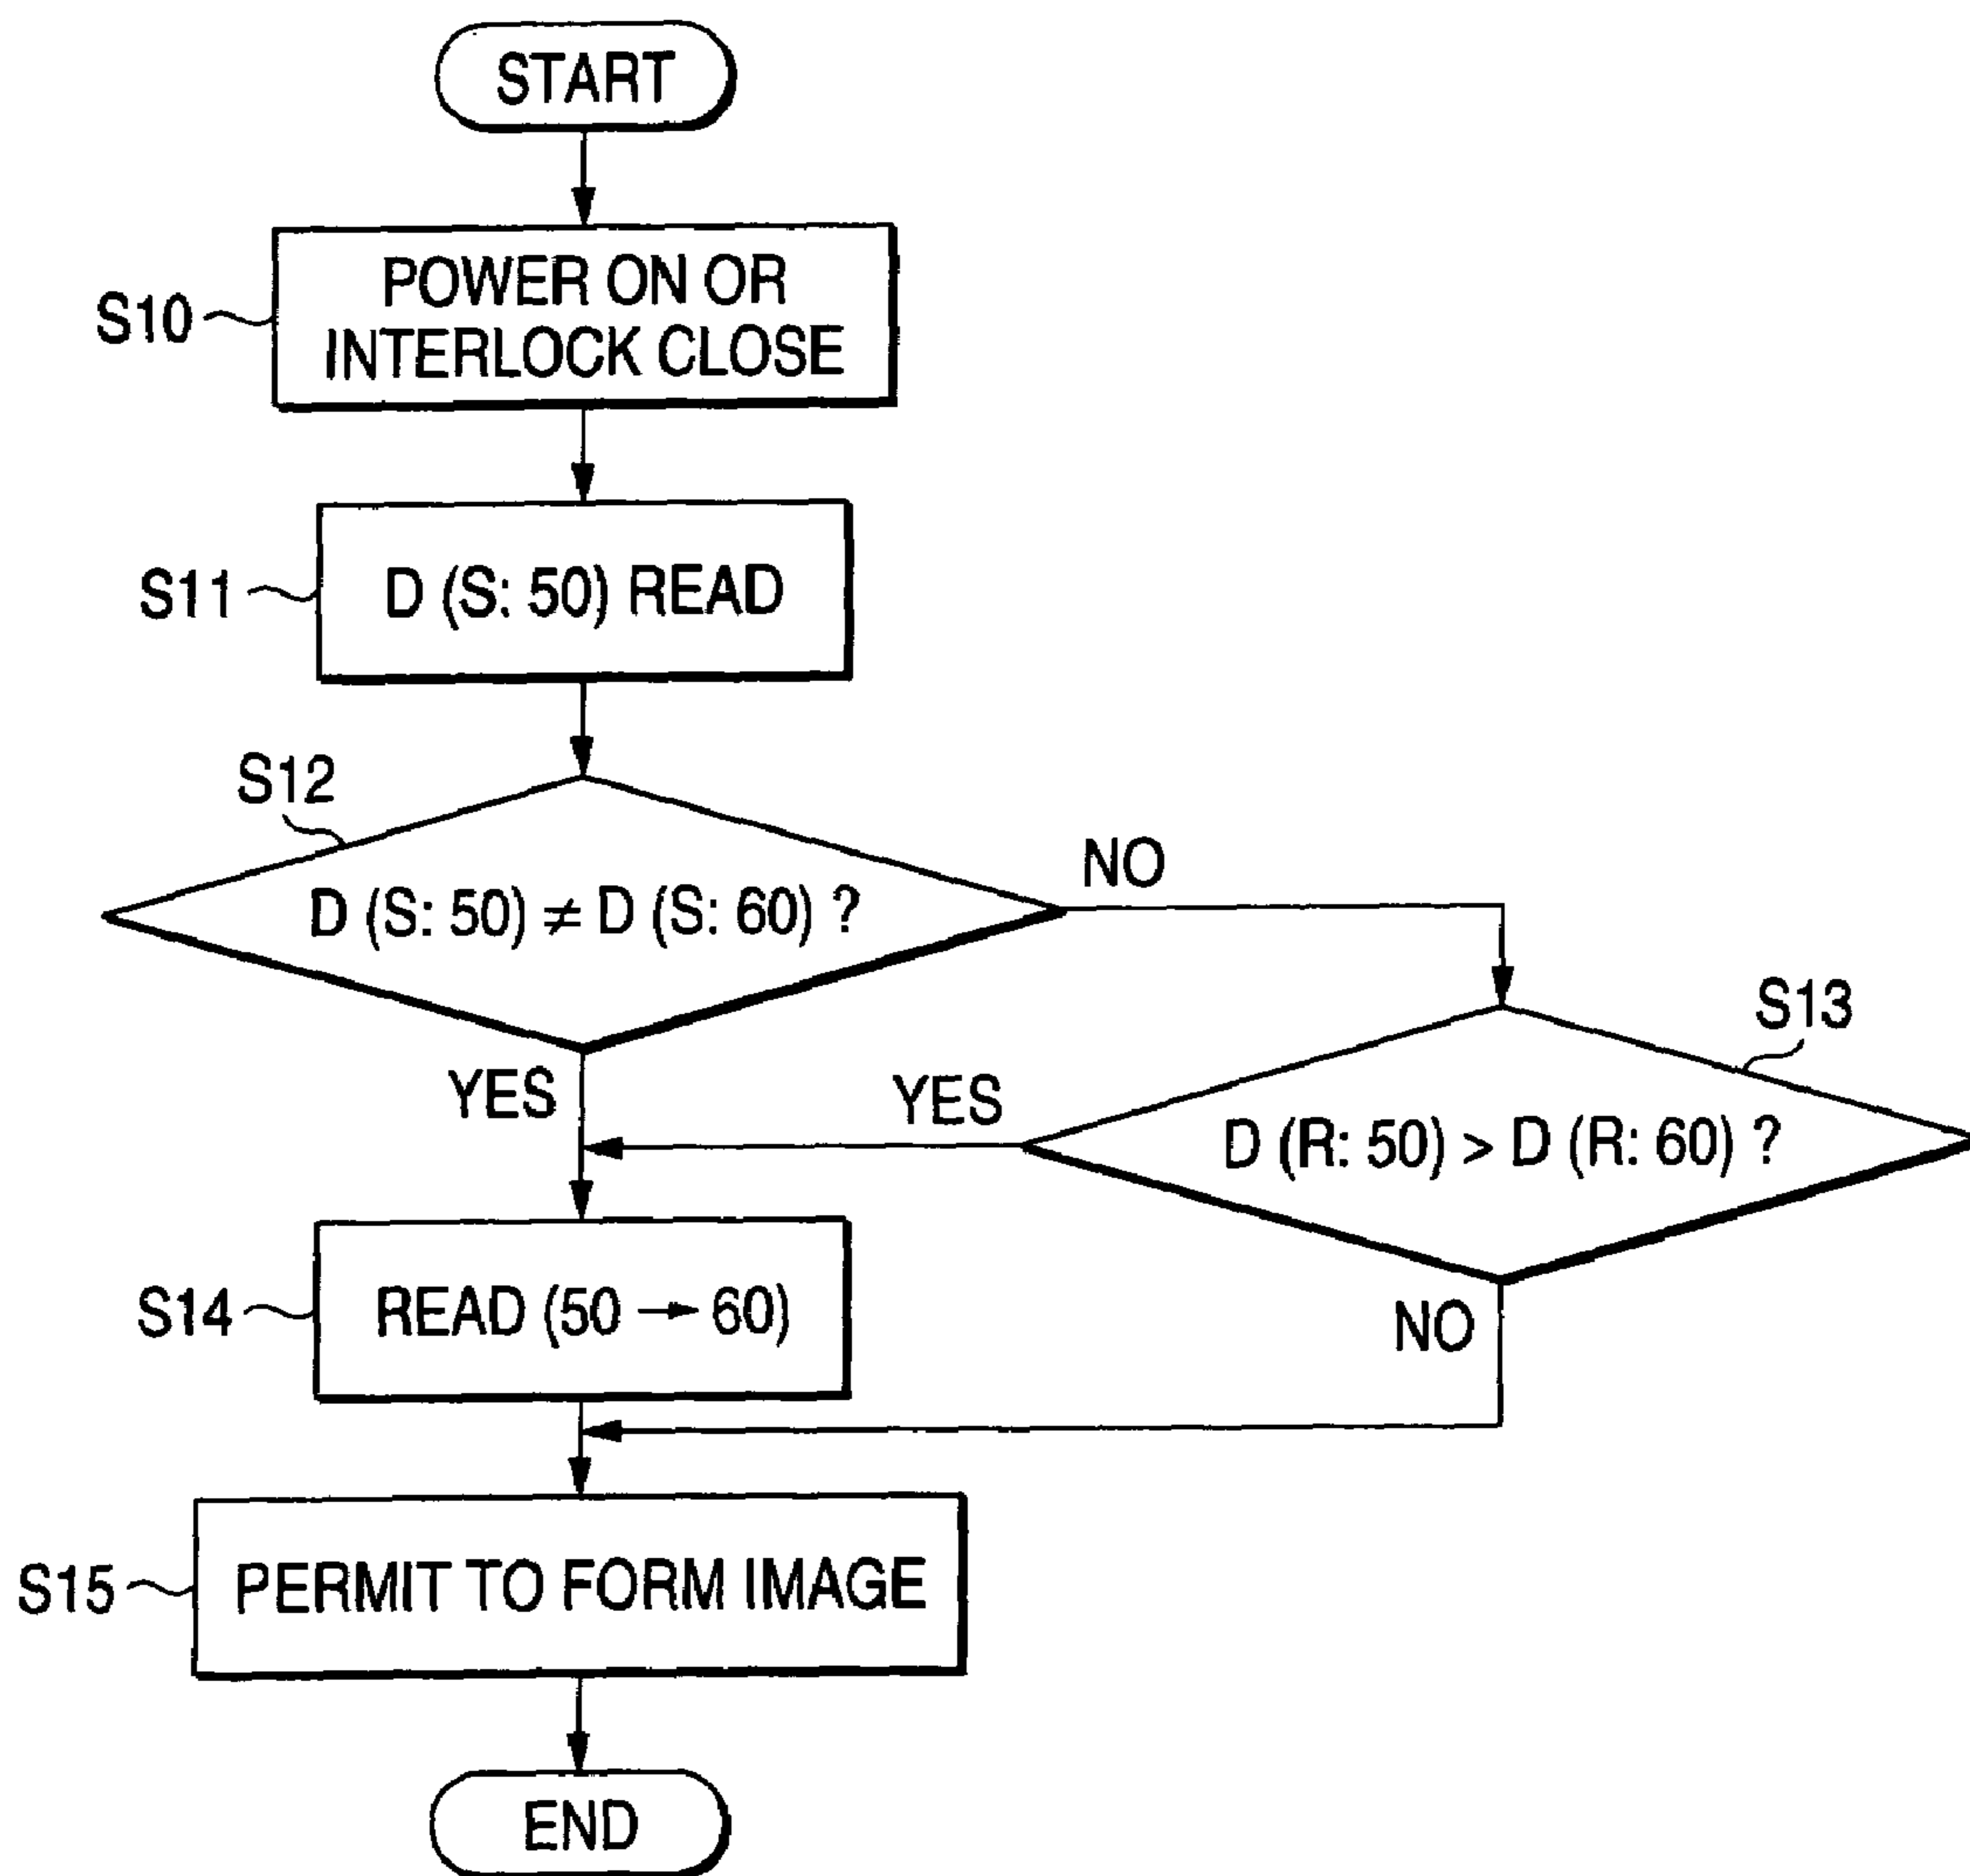 START
POWER ON OR
INTERLOCK CLOSE
S10
D (S: 50) READ
S11
S12
D (S: 50) ≠ D (S: 60) ?
NO
S13
YES
YES
D (R: 50) > D (R: 60) ?
S14
READ (50 → 60)
NO
S15
PERMIT TO FORM IMAGE
END